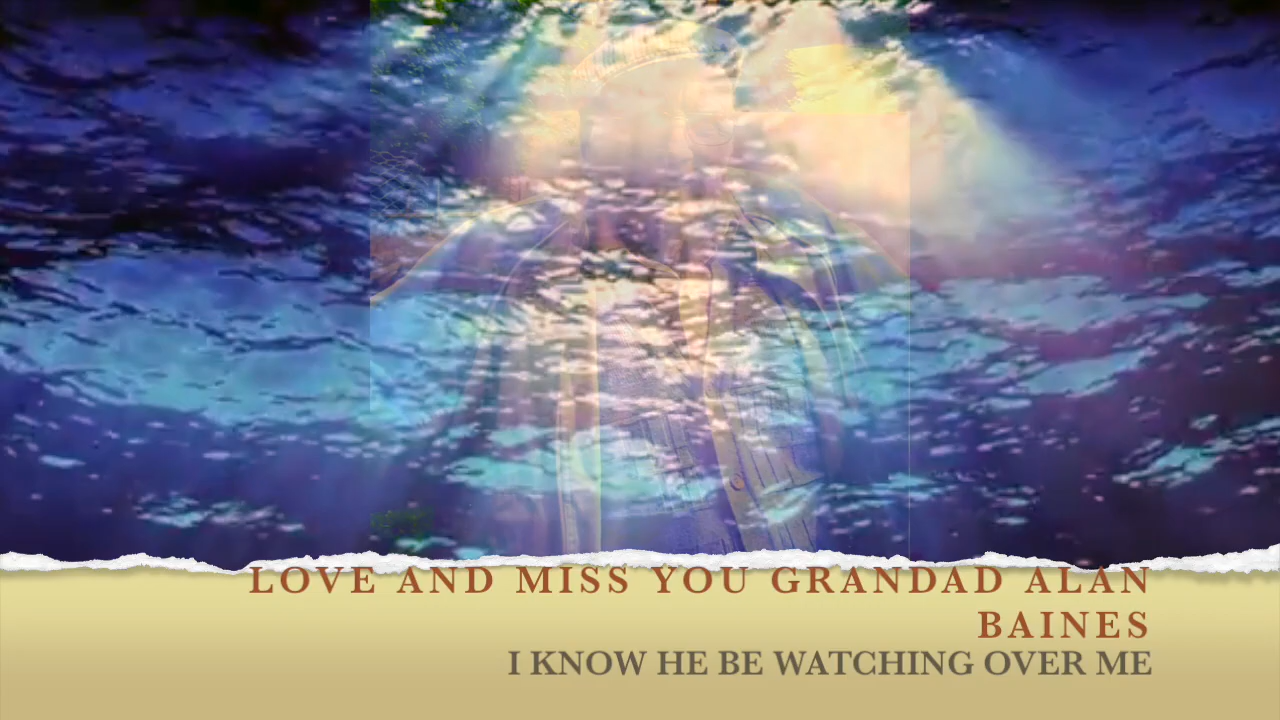 LOVE AND MISS YOU GRANDAD ALAN
BAINES
I KNOW HE BE WATCHING OVER ME